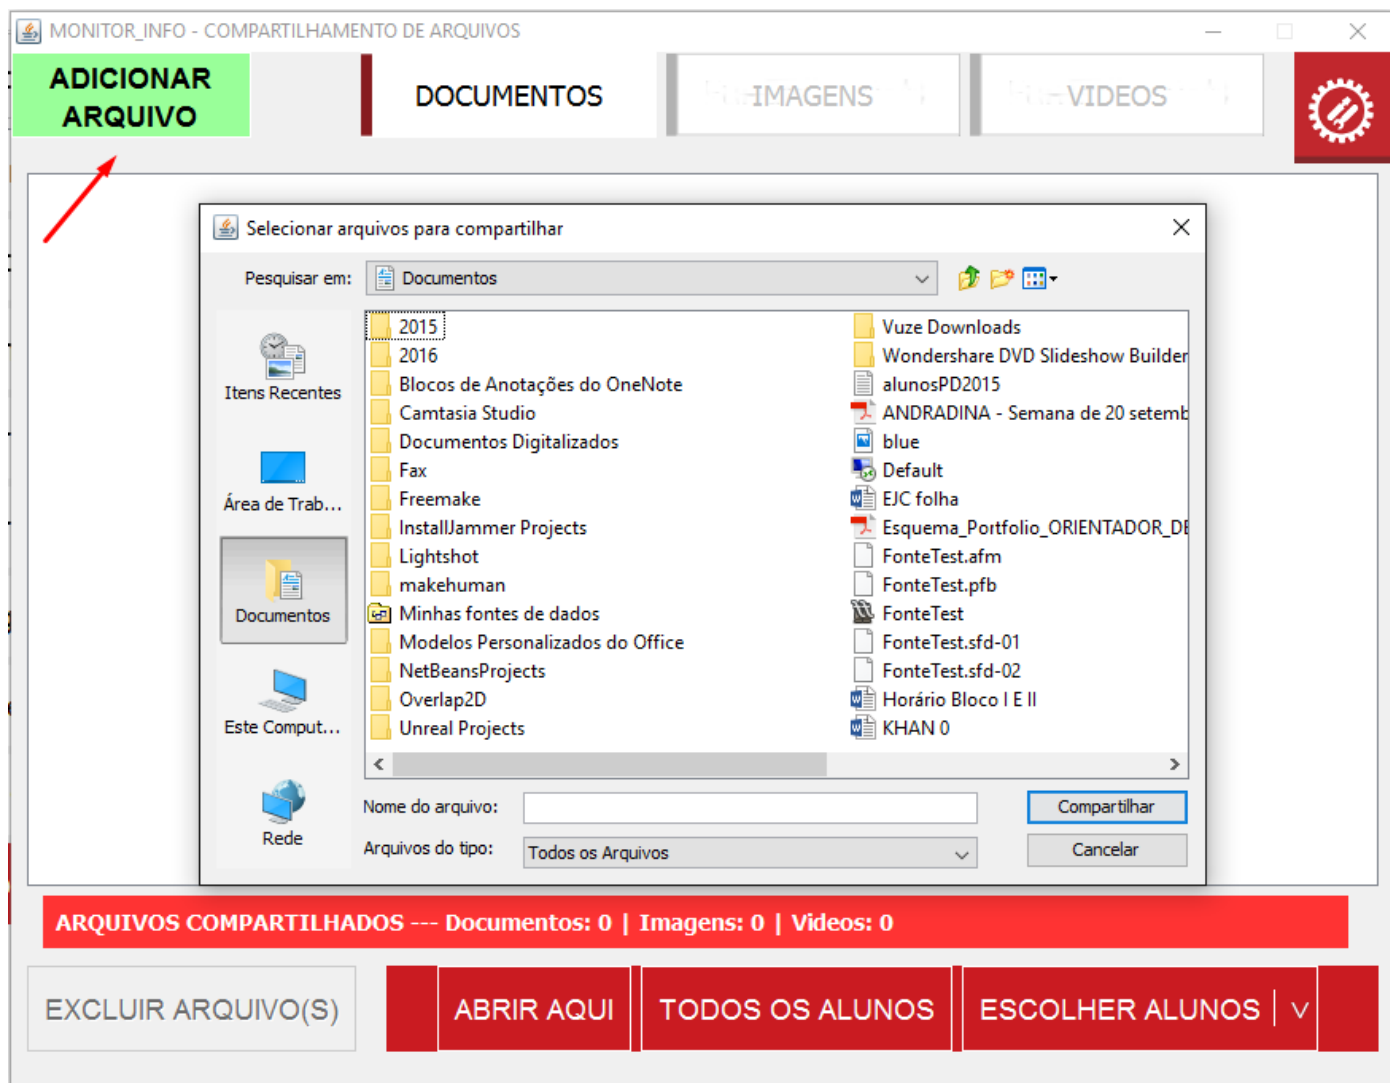 MONITOR_INFO - COMPARTILHAMENTO DE ARQUIVOS
ADICIONAR
ARQUIVO
DOCUMENTOS
IMAGENS
VIDEOS
Selecionar arquivos para compartilhar
Pesquisar em:
Documentos
Itens Recentes
Área de Trab...
Documentos
Este Comput...
Rede
2015
2016
Blocos de Anotações do OneNote
Camtasia Studio
Documentos Digitalizados
Fax
Freemake
InstallJammer Projects
Lightshot
makehuman
Minhas fontes de dados
Modelos Personalizados do Office
NetBeansProjects
Overlap2D
Unreal Projects
Vuze Downloads
Wondershare DVD Slideshow Builder
alunosPD2015
ANDRADINA - Semana de 20 setemb
blue
Default
EJC folha
Esquema_Portfolio_ORIENTADOR_DE
FonteTest.afm
FonteTest.pfb
FonteTest
FonteTest.sfd-01
FonteTest.sfd-02
Horário Bloco I E II
KHAN 0
Nome do arquivo:
Compartilhar
Arquivos do tipo:
Todos os Arquivos
Cancelar
ARQUIVOS COMPARTILHADOS --- Documentos: 0 | Imagens: 0 | Videos: 0
EXCLUIR ARQUIVO(S)
ABRIR AQUI
TODOS OS ALUNOS
ESCOLHER ALUNOS | V